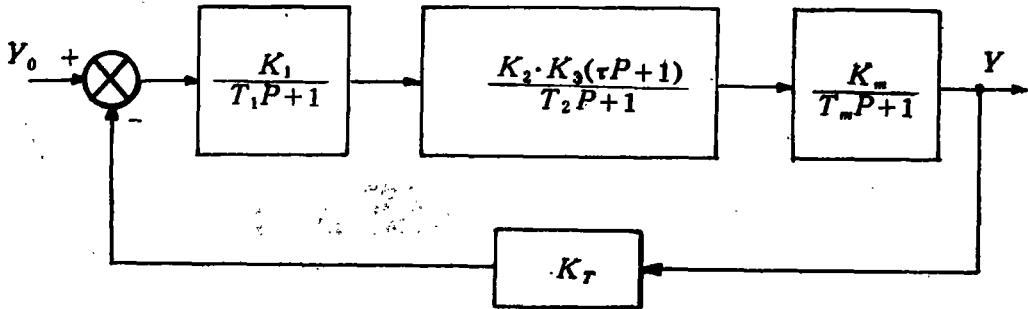 Y₀ +
−
K₁
T₁P+1
K₂·K₃(τP+1)
T₂P+1
Kₘ
TₘP+1
Y
K_T